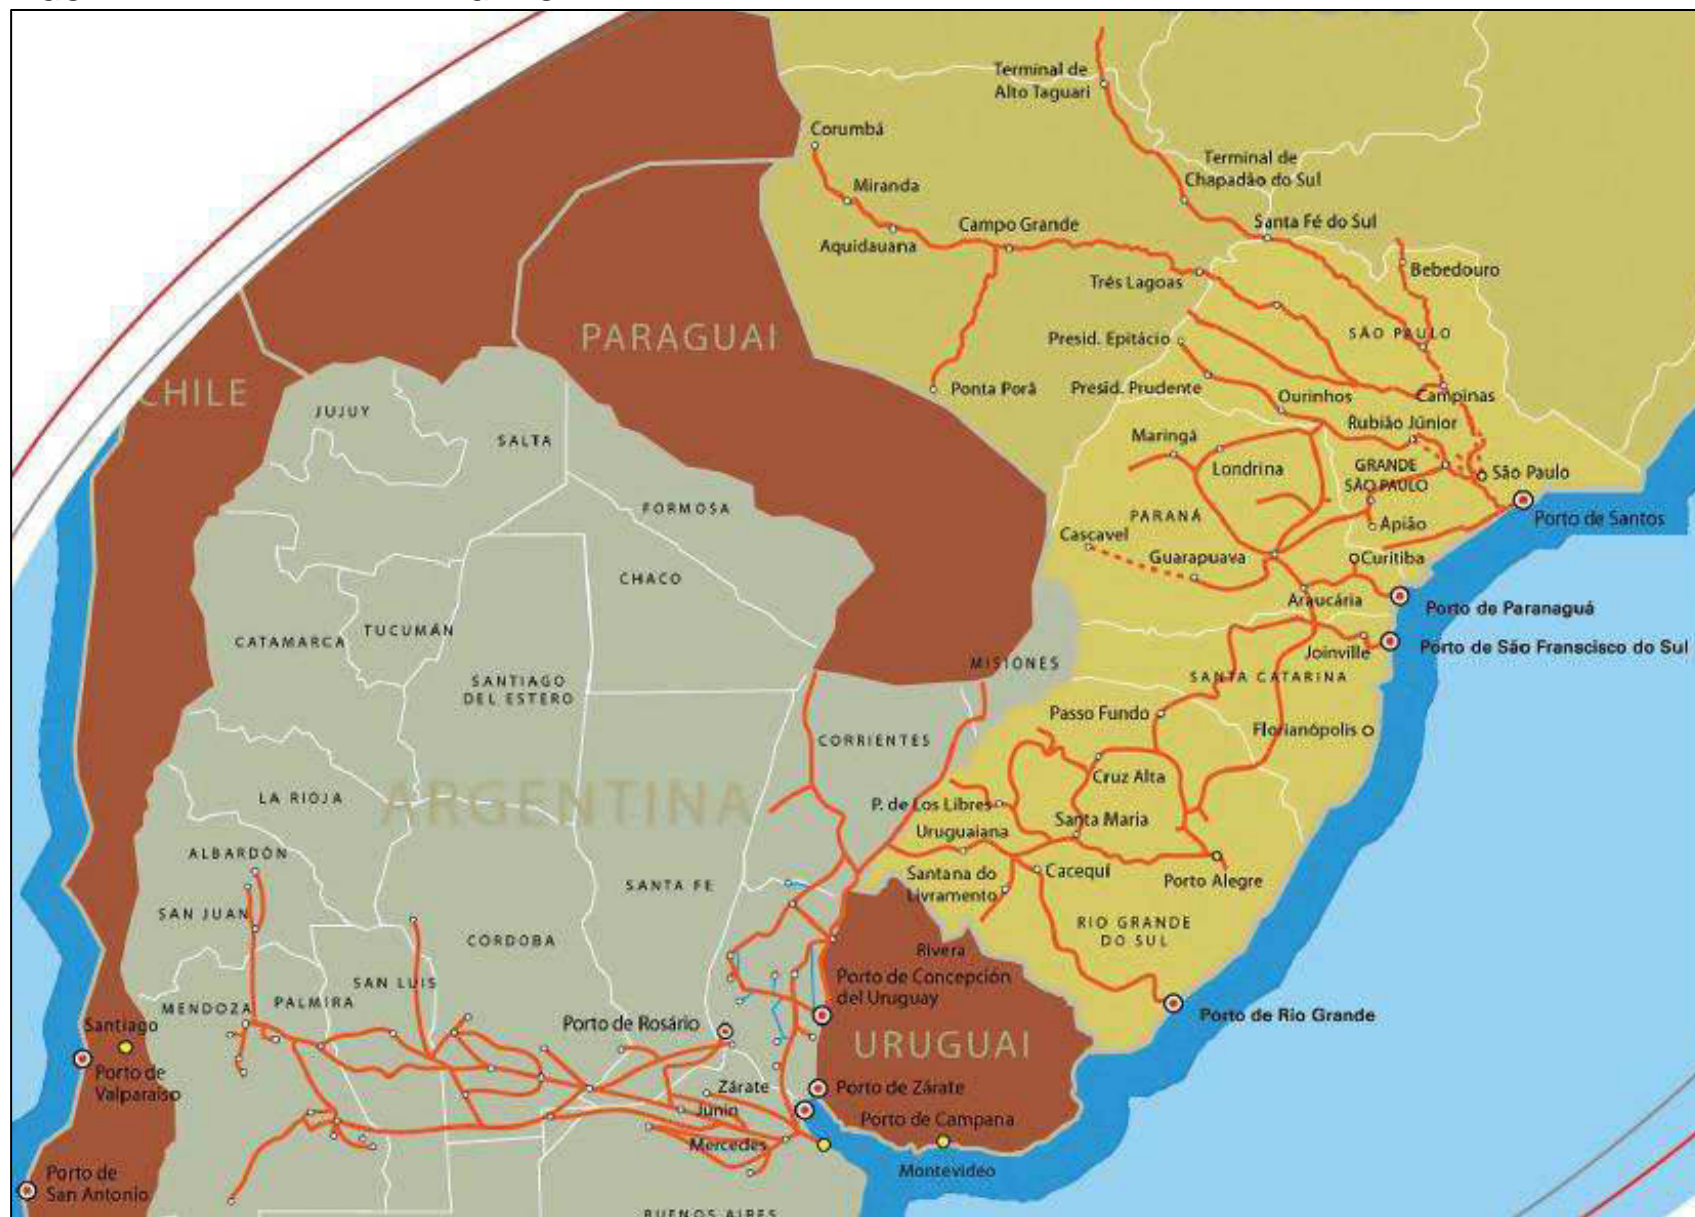 Terminal de
Alto Taguari
Corumbá
Terminal de
Chapadão do Sul
Miranda
Santa Fé do Sul
Campo Grande
Aquidauana
Bebedouro
Três Lagoas
SÃO PAULO
PARAGUAI
Presid. Epitácio
Ponta Porã
Presid. Prudente
Ourinhos
Campinas
CHILE
JUJUY
SALTA
Maringá
Rubião Júnior
Londrina
GRANDE
SÃO PAULO
São Paulo
FORMOSA
PARANÁ
Apião
Porto de Santos
Cascavel
Guarapuava
Curitiba
CHACO
Araucária
Porto de Paranaguá
CATAMARCA
TUCUMÁN
Joinville
Porto de São Franscisco do Sul
MISIONES
SANTIAGO
DEL ESTERO
SANTA CATARINA
Passo Fundo
Florianópolis
CORRIENTES
Cruz Alta
LA RIOJA
ARGENTINA
P. de Los Libres
Santa Maria
Uruguaiana
ALBARDÓN
SANTA FE
Santana do
Livramento
Cacequí
Porto Alegre
SAN JUAN
CORDOBA
RIO GRANDE
DO SUL
Rivera
SAN LUIS
Porto de Concepción
del Uruguay
MENDOZA
PALMIRA
Santiago
Porto de Rosário
Porto de Rio Grande
URUGUAI
Porto de
Valparaíso
Zárate
Porto de Zárate
Junín
Porto de Campana
Mercedes
Montevideo
Porto de
San Antonio
BUENOS AIRES